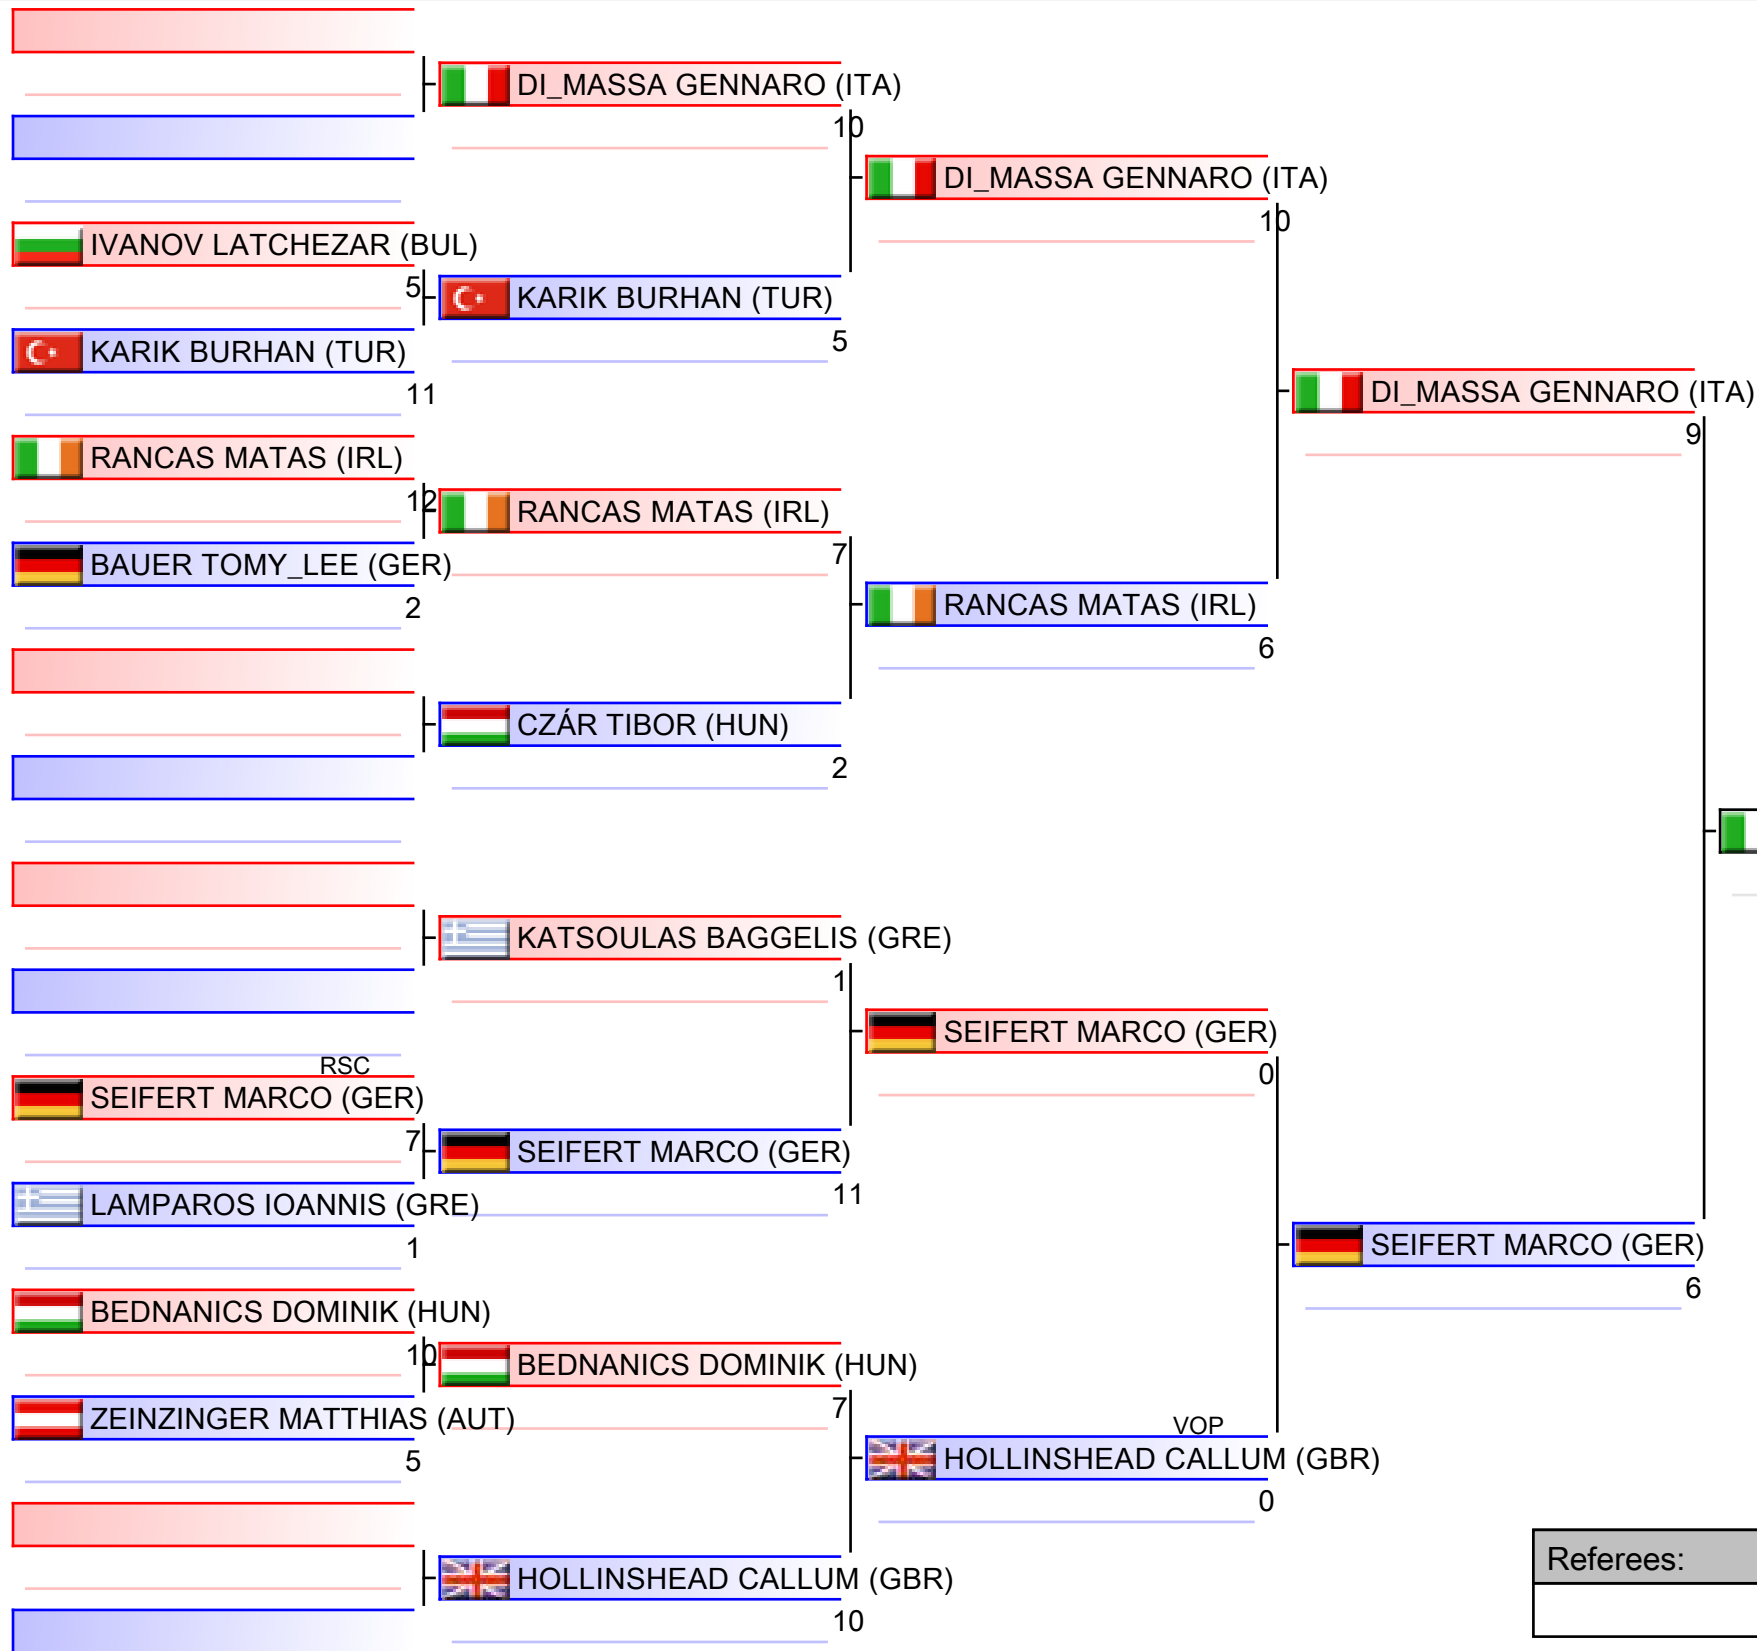 DI_MASSA GENNARO (ITA)
10
DI_MASSA GENNARO (ITA)
10
IVANOV LATCHEZAR (BUL)
5
KARIK BURHAN (TUR)
5
KARIK BURHAN (TUR)
11
DI_MASSA GENNARO (ITA)
9
RANCAS MATAS (IRL)
12
RANCAS MATAS (IRL)
7
BAUER TOMY_LEE (GER)
2
RANCAS MATAS (IRL)
6
CZÁR TIBOR (HUN)
2
KATSOULAS BAGGELIS (GRE)
1
SEIFERT MARCO (GER)
0
RSC
SEIFERT MARCO (GER)
7
SEIFERT MARCO (GER)
11
LAMPAROS IOANNIS (GRE)
1
SEIFERT MARCO (GER)
6
BEDNANICS DOMINIK (HUN)
10
BEDNANICS DOMINIK (HUN)
7
ZEINZINGER MATTHIAS (AUT)
5
VOP
HOLLINSHEAD CALLUM (GBR)
0
HOLLINSHEAD CALLUM (GBR)
10
Referees: